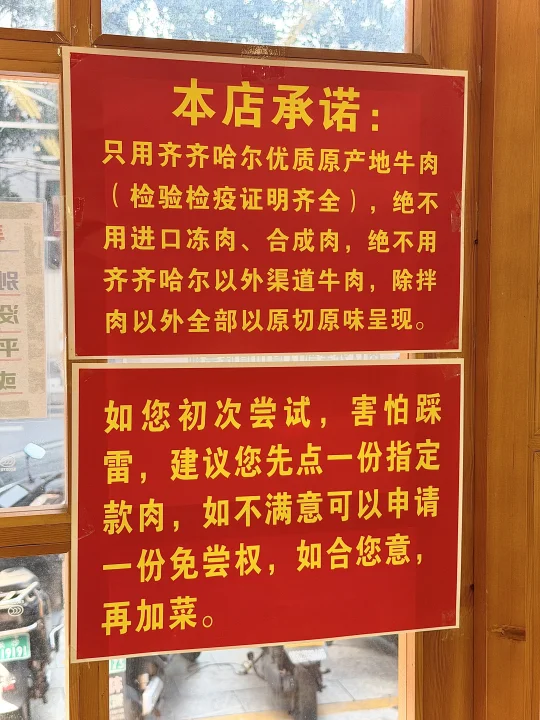 本店承诺:
只用齐齐哈尔优质原产地牛肉
(检验检疫证明齐全),绝不
用进口冻肉、合成肉,绝不用
齐齐哈尔以外渠道牛肉,除拌
肉以外全部以原切原味呈现。
如您初次尝试,害怕踩
雷,建议您先点一份指定
款肉,如不满意可以申请
一份免尝权,如合您意,
再加菜。
别
没
平
或